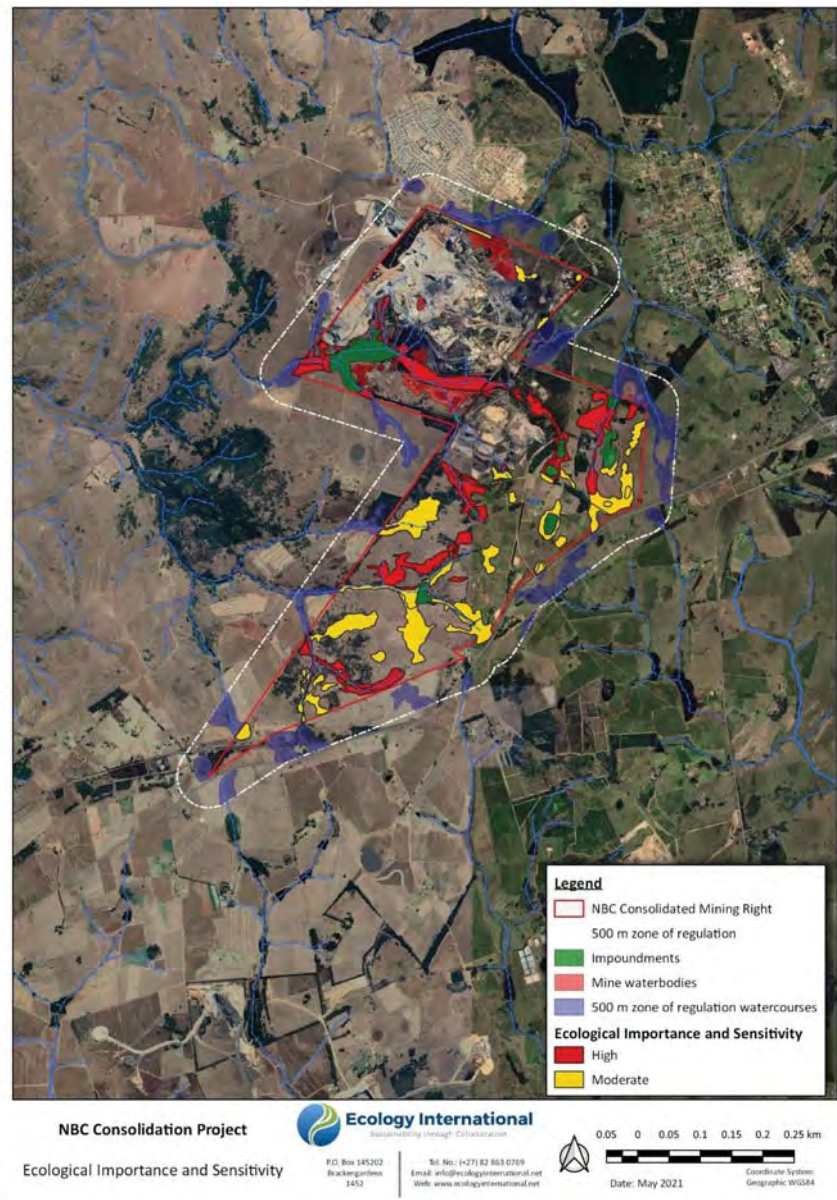 Legend
NBC Consolidated Mining Right
500 m zone of regulation
Impoundments
Mine waterbodies
500 m zone of regulation watercourses
Ecological Importance and Sensitivity
High
Moderate
NBC Consolidation Project
Ecological Importance and Sensitivity
Ecology International
Sustainability through Collaboration
P.O. Box 145202
Brackengardens
1452
Tel. No.: (+27) 82 863 0769
Email: info@ecologyinternational.net
Web: www.ecologyinternational.net
0.05 0 0.05 0.1 0.15 0.2 0.25 km
Date: May 2021
Coordinate System:
Geographic WGS84